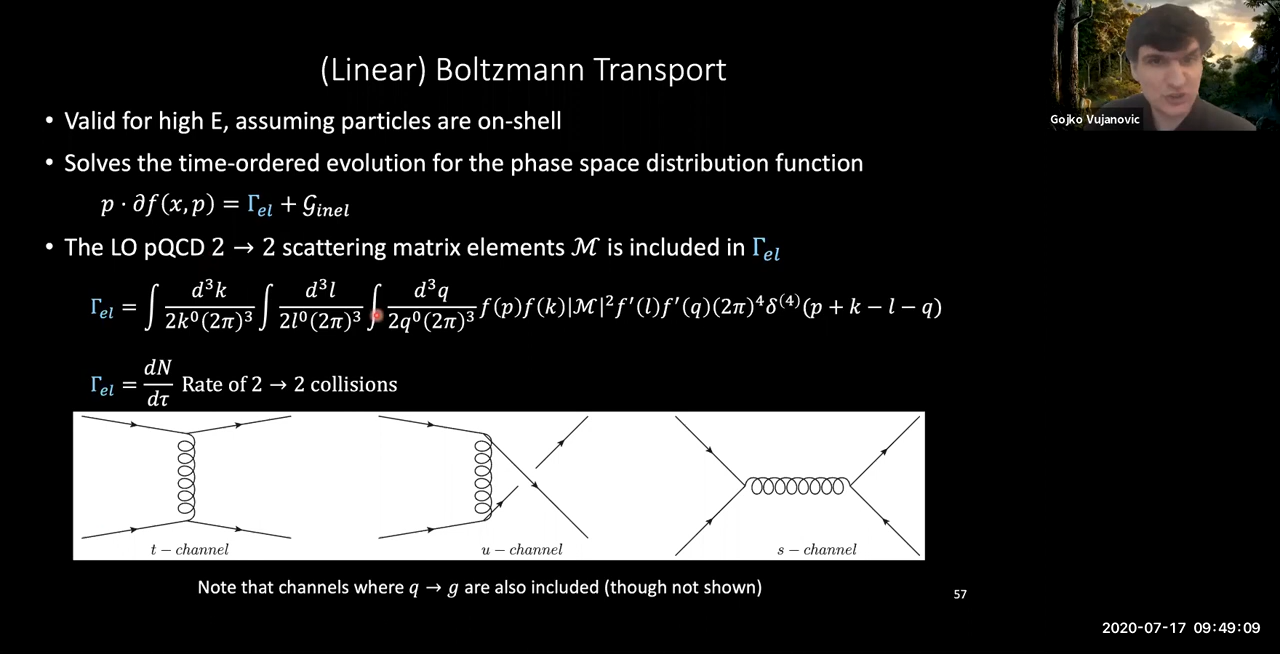 (Linear) Boltzmann Transport
Gojko Vujanovic
• Valid for high E, assuming particles are on-shell
• Solves the time-ordered evolution for the phase space distribution function
p · ∂f(x, p) = Γ_el + 𝒢_inel
• The LO pQCD 2 → 2 scattering matrix elements ℳ is included in Γ_el
Γ_el = ∫ d³k/2k⁰(2π)³ ∫ d³l/2l⁰(2π)³ ∫ d³q/2q⁰(2π)³ f(p)f(k)|ℳ|²f′(l)f′(q)(2π)⁴δ⁽⁴⁾(p + k − l − q)
Γ_el = dN/dτ Rate of 2 → 2 collisions
t − channel
u − channel
s − channel
Note that channels where q → g are also included (though not shown)
57
2020-07-17 09:49:09